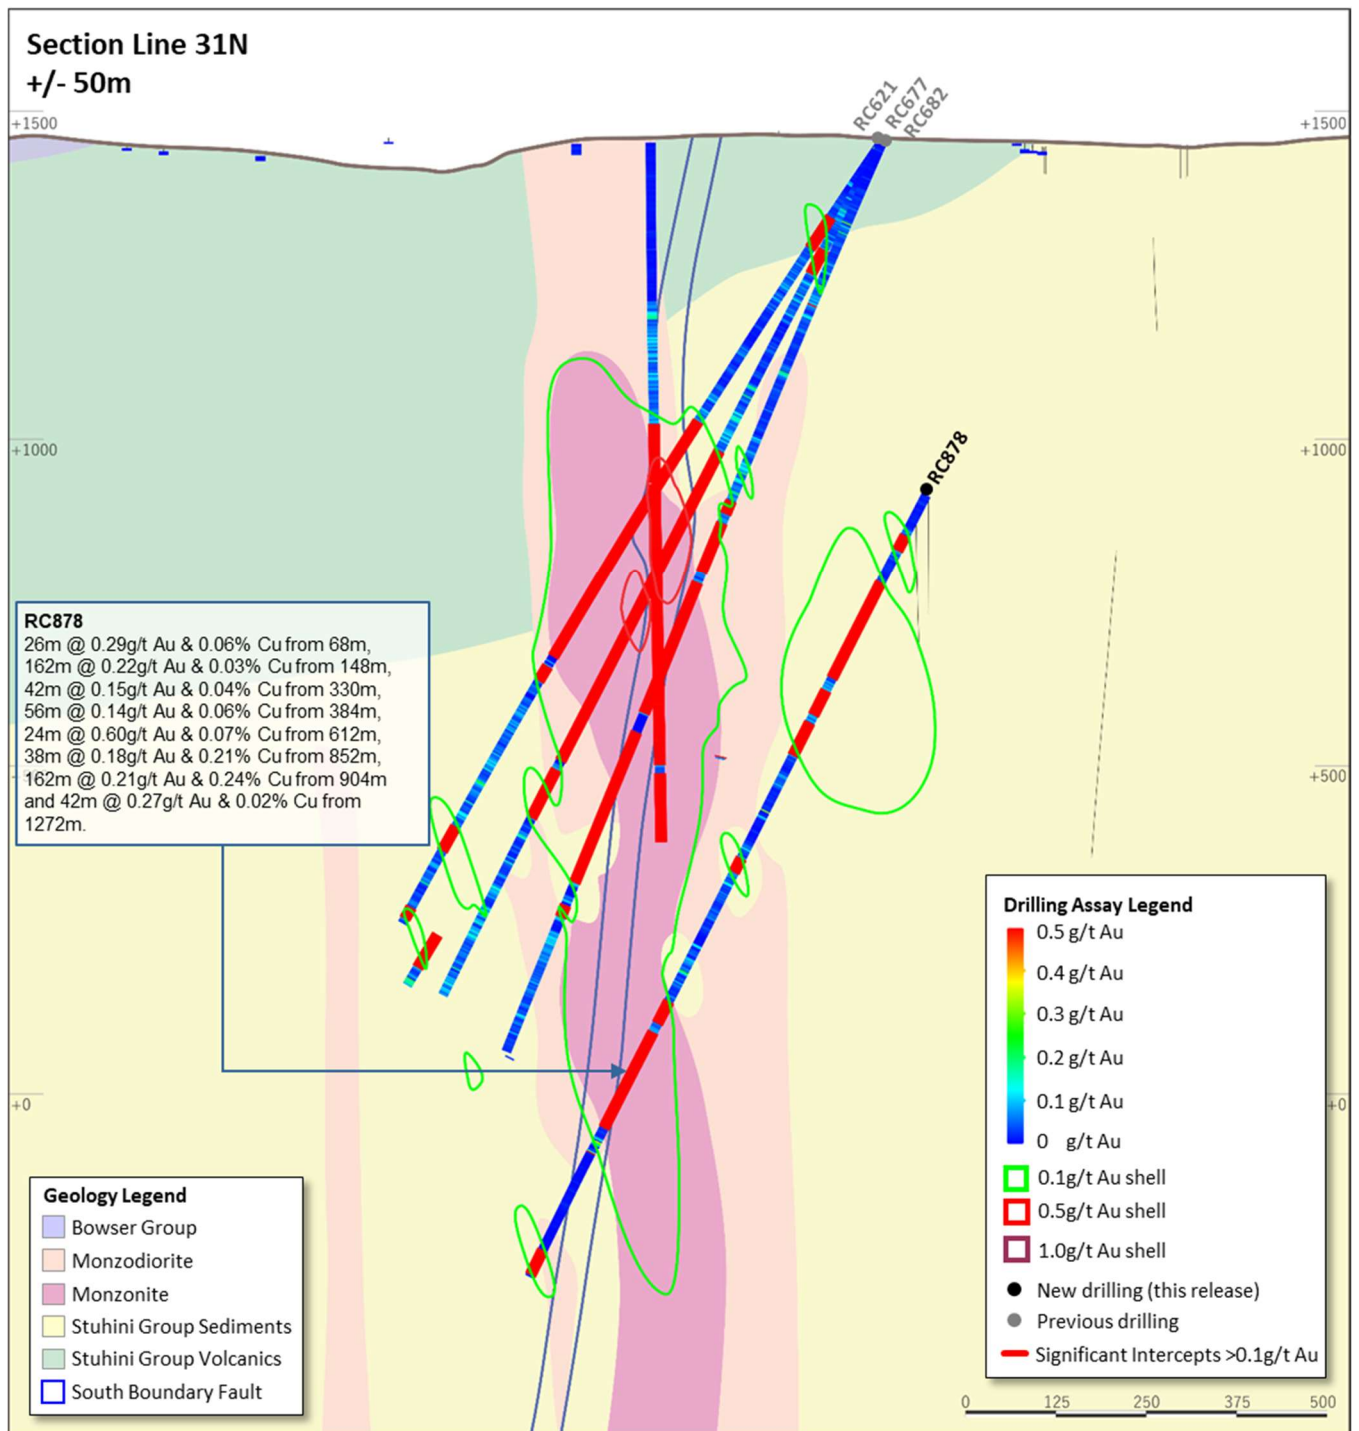 Section Line 31N
+/- 50m
RC621
RC677
RC682
+1500
+1500
+1000
+1000
RC878
RC878
26m @ 0.29g/t Au & 0.06% Cu from 68m,
162m @ 0.22g/t Au & 0.03% Cu from 148m,
42m @ 0.15g/t Au & 0.04% Cu from 330m,
56m @ 0.14g/t Au & 0.06% Cu from 384m,
24m @ 0.60g/t Au & 0.07% Cu from 612m,
38m @ 0.18g/t Au & 0.21% Cu from 852m,
162m @ 0.21g/t Au & 0.24% Cu from 904m
and 42m @ 0.27g/t Au & 0.02% Cu from
1272m.
+500
+0
+0
Drilling Assay Legend
0.5 g/t Au
0.4 g/t Au
0.3 g/t Au
0.2 g/t Au
0.1 g/t Au
0 g/t Au
0.1g/t Au shell
0.5g/t Au shell
1.0g/t Au shell
New drilling (this release)
Previous drilling
Significant Intercepts >0.1g/t Au
Geology Legend
Bowser Group
Monzodiorite
Monzonite
Stuhini Group Sediments
Stuhini Group Volcanics
South Boundary Fault
0 125 250 375 500